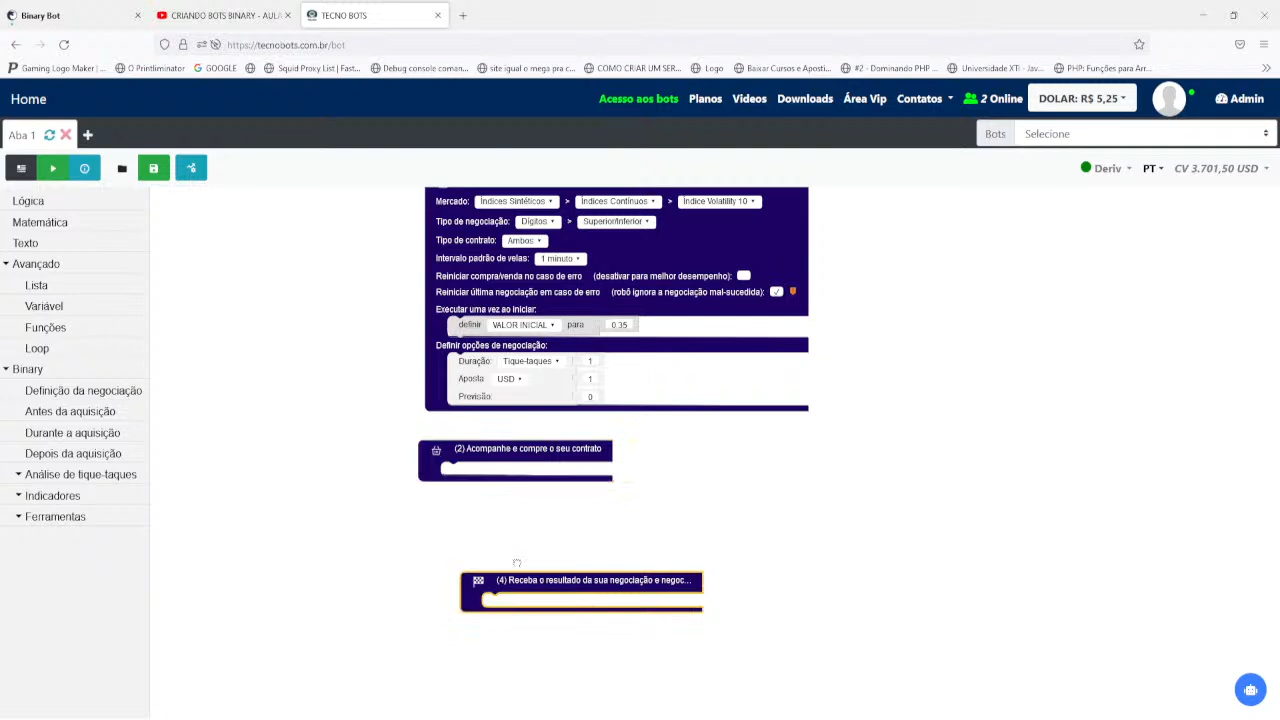 Binary Bot
CRIANDO BOTS BINARY - AULA
TECNO BOTS
https://tecnobots.com.br/bot
Gaming Logo Maker | ...
O Printliminator
GOOGLE
Squid Proxy List | Fast...
Debug console coman...
site igual o mega pra c...
COMO CRIAR UM SER...
Logo
Baixar Cursos e Aposti...
#2 - Dominando PHP ...
Universidade XTi - Jav...
PHP: Funções para Arr...
Home
Acesso aos bots
Planos
Videos
Downloads
Área Vip
Contatos
2 Online
DOLAR: R$ 5,25
Admin
Aba 1
Bots
Selecione
Deriv
PT
CV 3.701,50 USD
Lógica
Matemática
Texto
Avançado
Lista
Variável
Funções
Loop
Binary
Definição da negociação
Antes da aquisição
Durante a aquisição
Depois da aquisição
Análise de tique-taques
Indicadores
Ferramentas
Mercado: Índices Sintéticos > Índices Contínuos > Índice Volatility 10
Tipo de negociação: Dígitos > Superior/Inferior
Tipo de contrato: Ambos
Intervalo padrão de velas: 1 minuto
Reiniciar compra/venda no caso de erro (desativar para melhor desempenho):
Reiniciar última negociação em caso de erro (robô ignora a negociação mal-sucedida): ✓
Executar uma vez ao iniciar:
definir VALOR INICIAL para 0.35
Definir opções de negociação:
Duração: Tique-taques 1
Aposta USD 1
Previsão: 0
(2) Acompanhe e compre o seu contrato
(4) Receba o resultado da sua negociação e negoc...